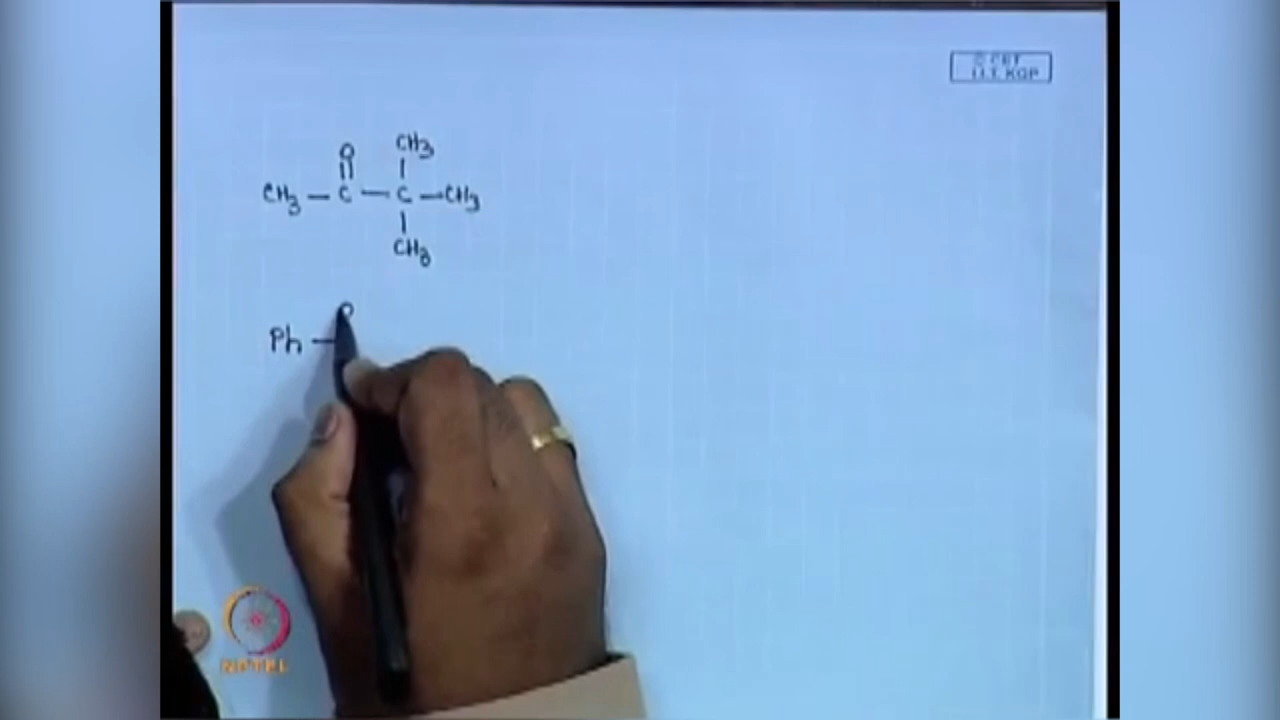 © CET
I.I.T. KGP
O CH3
|| |
CH3 — C — C — CH3
|
CH3
O
Ph —
NPTEL